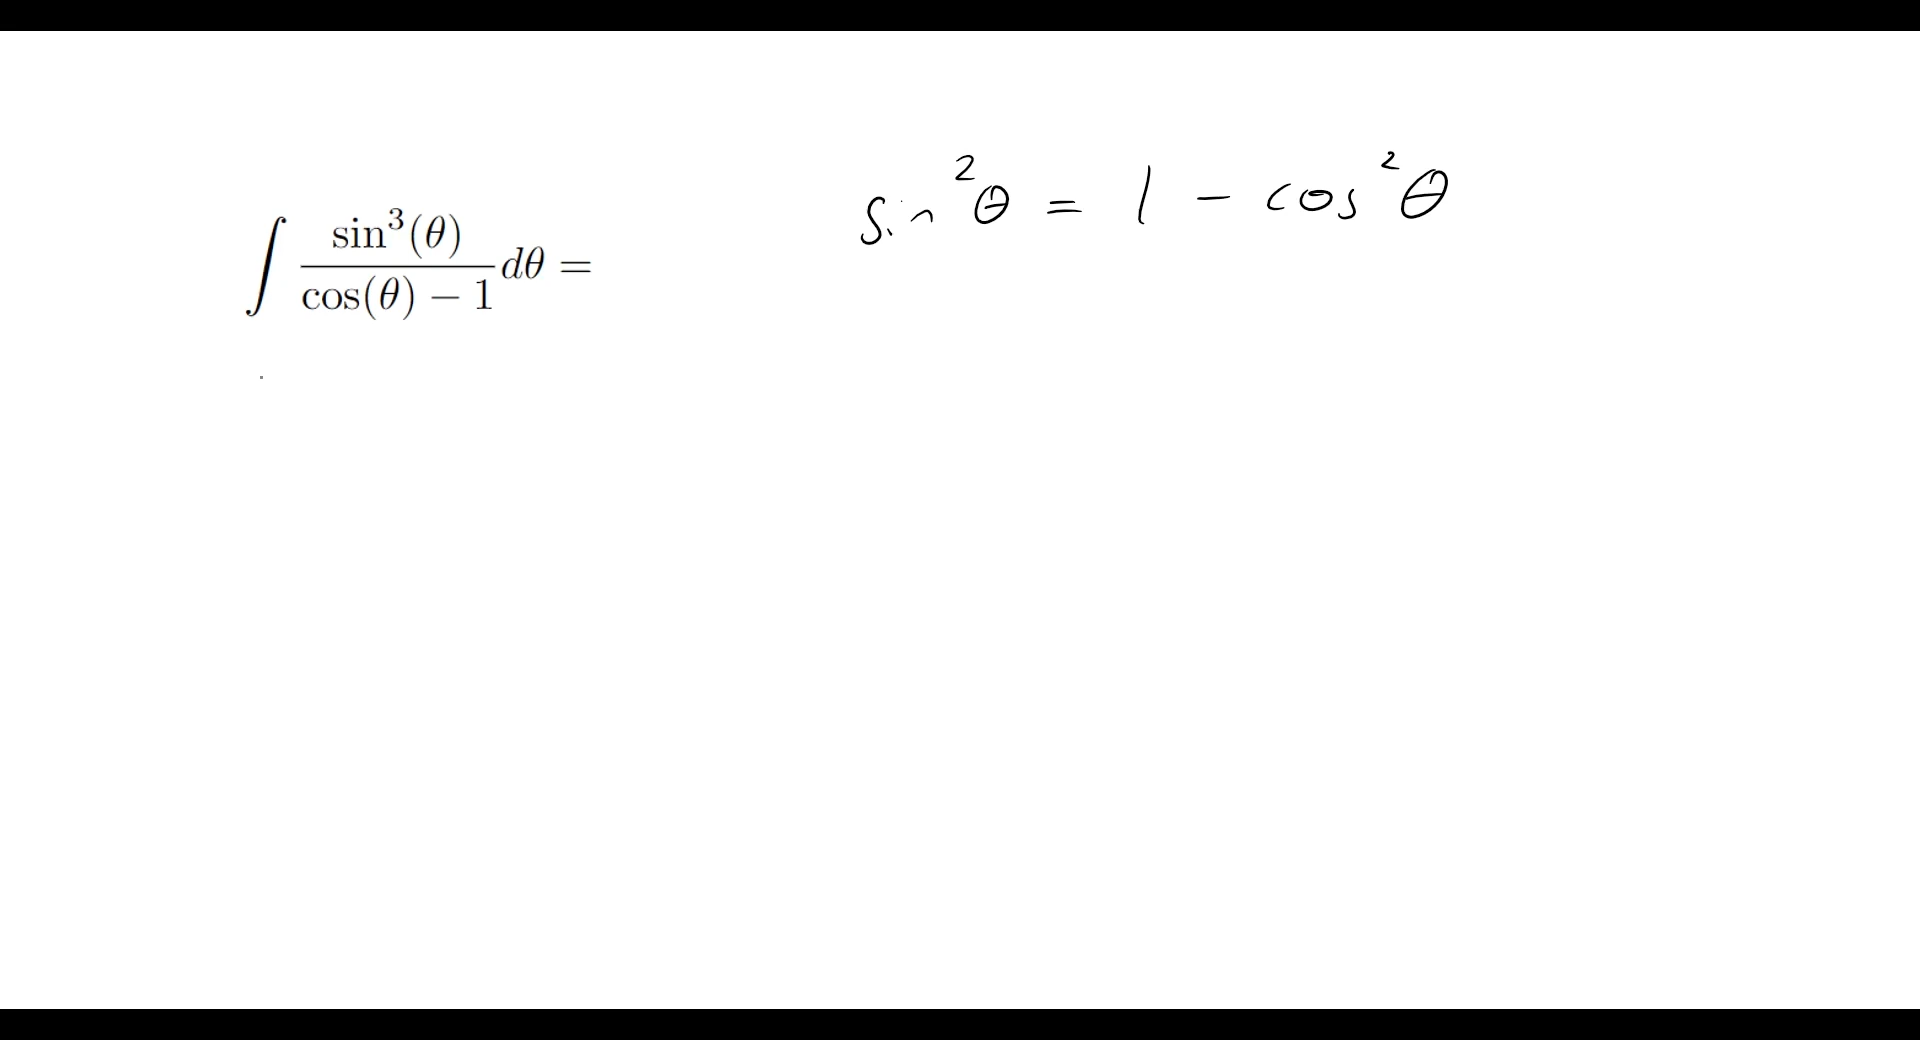 ∫ sin³(θ) / (cos(θ) − 1) dθ =
sin²θ = 1 − cos²θ